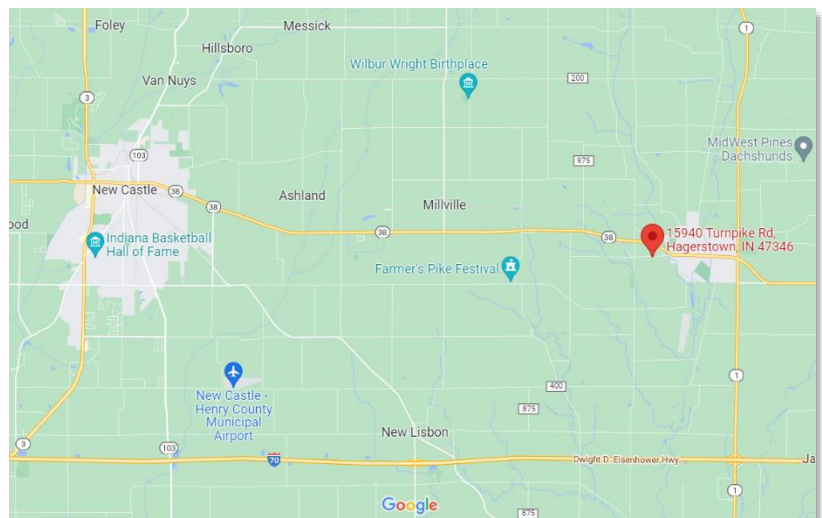 Foley
Messick
1
Hillsboro
Wilbur Wright Birthplace
Van Nuys
200
3
103
975
MidWest Pines
Dachshunds
New Castle
38
Ashland
38
Millville
ood
Indiana Basketball
Hall of Fame
38
38
15940 Turnpike Rd,
Hagerstown, IN 47346
Farmer's Pike Festival
New Castle -
Henry County
Municipal
Airport
1
400
875
New Lisbon
3
103
70
Dwight D. Eisenhower Hwy
Ja
1
Google
875